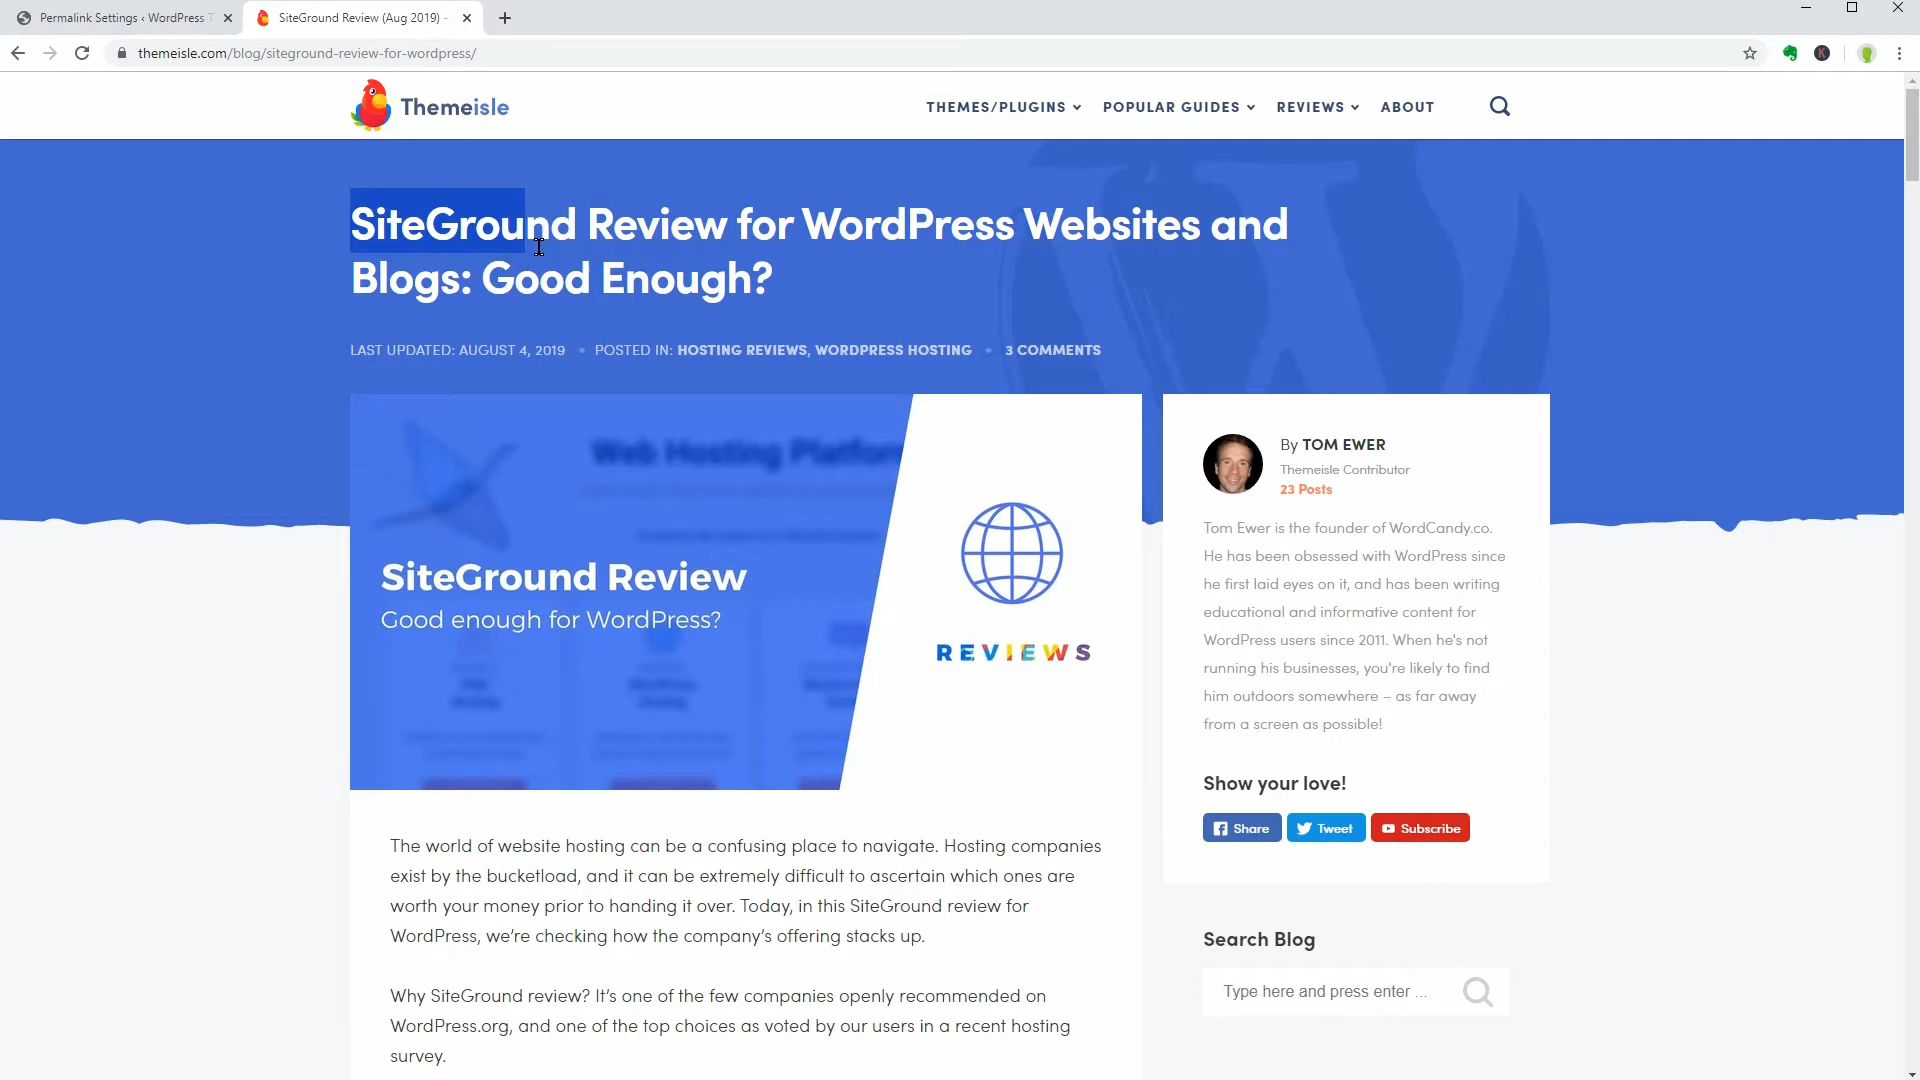 Permalink Settings ‹ WordPress T
SiteGround Review (Aug 2019) -
themeisle.com/blog/siteground-review-for-wordpress/
Themeisle
THEMES/PLUGINS
POPULAR GUIDES
REVIEWS
ABOUT
SiteGround Review for WordPress Websites and
Blogs: Good Enough?
LAST UPDATED: AUGUST 4, 2019 • POSTED IN: HOSTING REVIEWS, WORDPRESS HOSTING • 3 COMMENTS
Web Hosting Platform
SiteGround Review
Good enough for WordPress?
REVIEWS
The world of website hosting can be a confusing place to navigate. Hosting companies
exist by the bucketload, and it can be extremely difficult to ascertain which ones are
worth your money prior to handing it over. Today, in this SiteGround review for
WordPress, we’re checking how the company’s offering stacks up.
Why SiteGround review? It’s one of the few companies openly recommended on
WordPress.org, and one of the top choices as voted by our users in a recent hosting
survey.
By TOM EWER
Themeisle Contributor
23 Posts
Tom Ewer is the founder of WordCandy.co.
He has been obsessed with WordPress since
he first laid eyes on it, and has been writing
educational and informative content for
WordPress users since 2011. When he's not
running his businesses, you're likely to find
him outdoors somewhere – as far away
from a screen as possible!
Show your love!
Share
Tweet
Subscribe
Search Blog
Type here and press enter ...